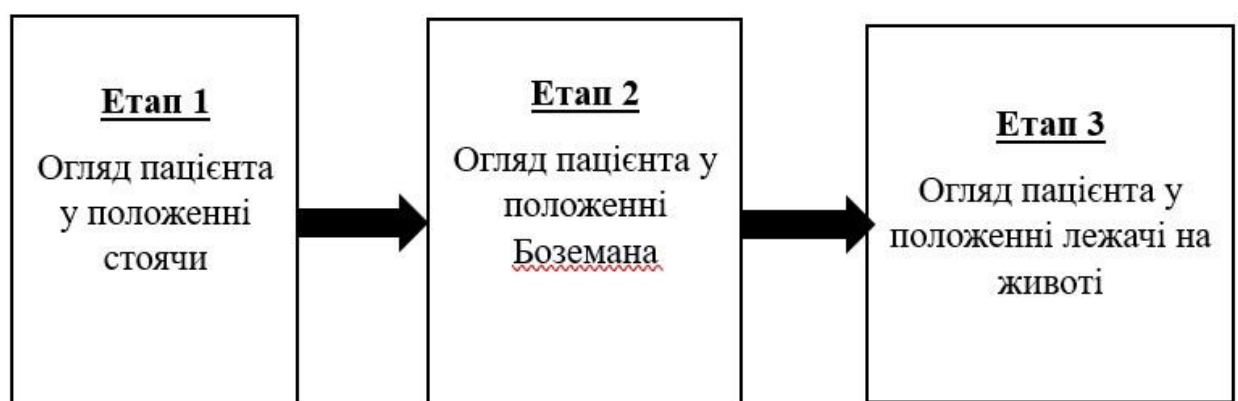 Етап 1
Огляд пацієнта
у положенні
стоячи
Етап 2
Огляд пацієнта у
положенні
Боземана
Етап 3
Огляд пацієнта у
положенні лежачі на
животі